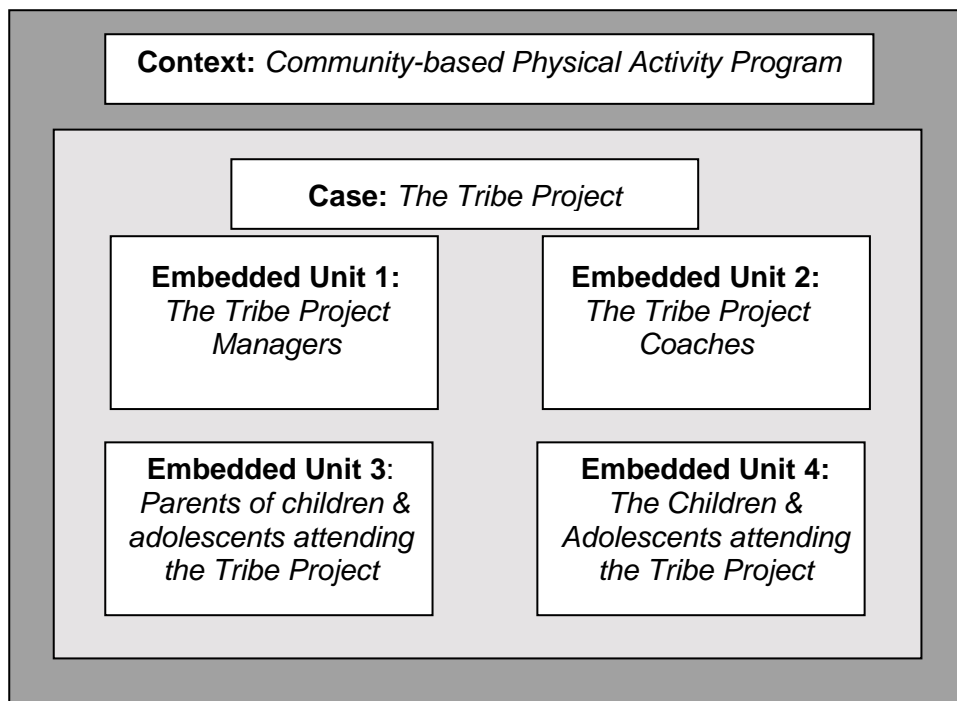 Context: Community-based Physical Activity Program
Case: The Tribe Project
Embedded Unit 1:
The Tribe Project
Managers
Embedded Unit 2:
The Tribe Project
Coaches
Embedded Unit 3:
Parents of children &
adolescents attending
the Tribe Project
Embedded Unit 4:
The Children &
Adolescents attending
the Tribe Project